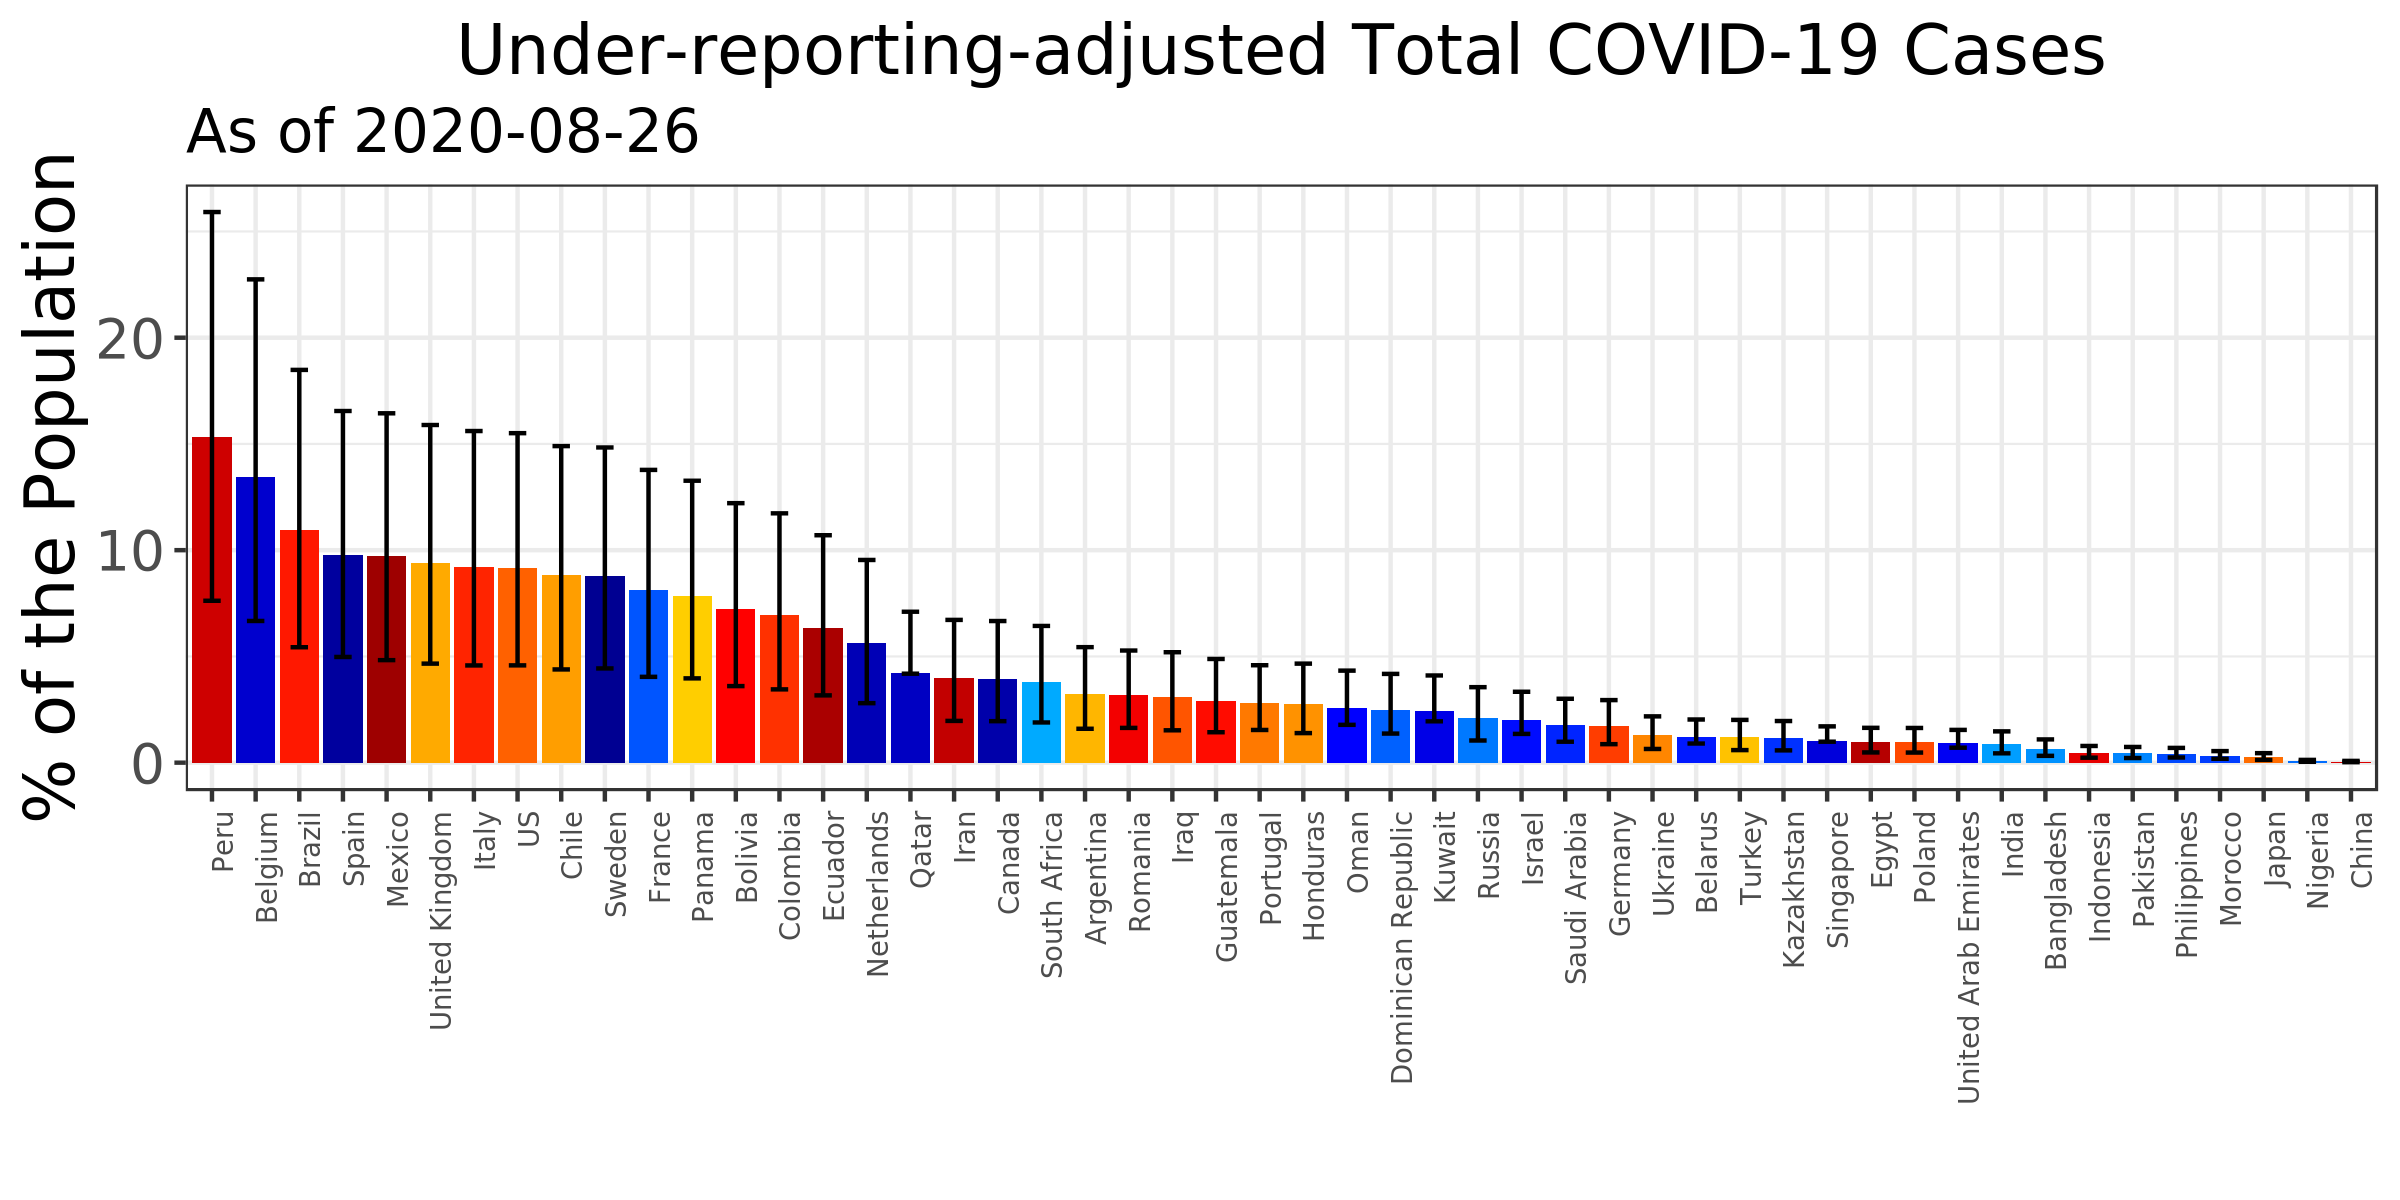 Under-reporting-adjusted Total COVID-19 Cases
As of 2020-08-26
% of the Population
20
10
0
Peru
Belgium
Brazil
Spain
Mexico
United Kingdom
Italy
US
Chile
Sweden
France
Panama
Bolivia
Colombia
Ecuador
Netherlands
Qatar
Iran
Canada
South Africa
Argentina
Romania
Iraq
Guatemala
Portugal
Honduras
Oman
Dominican Republic
Kuwait
Russia
Israel
Saudi Arabia
Germany
Ukraine
Belarus
Turkey
Kazakhstan
Singapore
Egypt
Poland
United Arab Emirates
India
Bangladesh
Indonesia
Pakistan
Philippines
Morocco
Japan
Nigeria
China